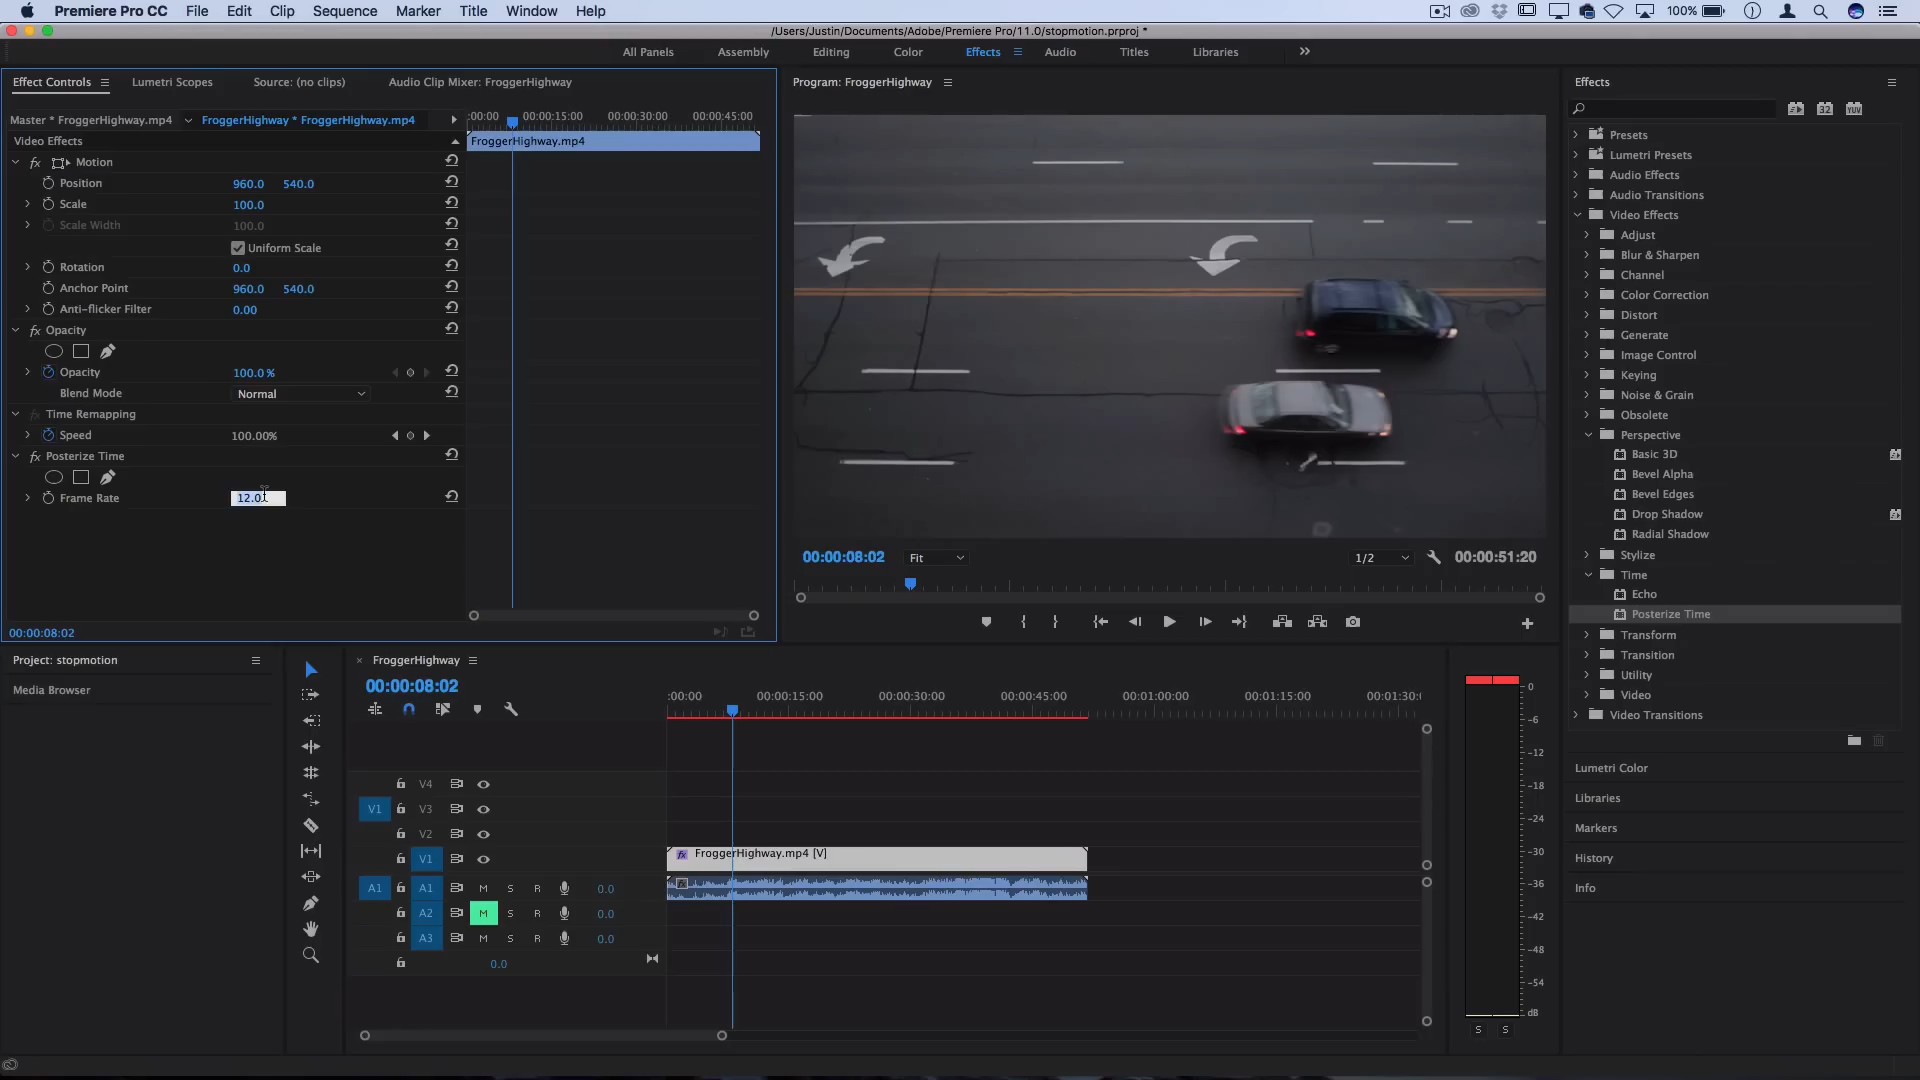 Premiere Pro CC File Edit Clip Sequence Marker Title Window Help 100%
/Users/Justin/Documents/Adobe/Premiere Pro/11.0/stopmotion.prproj *
All Panels Assembly Editing Color Effects Audio Titles Libraries
Effect Controls Lumetri Scopes Source: (no clips) Audio Clip Mixer: FroggerHighway
Master * FroggerHighway.mp4 FroggerHighway * FroggerHighway.mp4
:00:00 00:00:15:00 00:00:30:00 00:00:45:00
Video Effects
FroggerHighway.mp4
fx Motion
Position 960.0 540.0
Scale 100.0
Scale Width 100.0
Uniform Scale
Rotation 0.0
Anchor Point 960.0 540.0
Anti-flicker Filter 0.00
fx Opacity
Opacity 100.0 %
Blend Mode Normal
fx Time Remapping
Speed 100.00%
fx Posterize Time
Frame Rate 12.0
00:00:08:02
Program: FroggerHighway
00:00:08:02 Fit 1/2 00:00:51:20
Effects
32 YUV
Presets
Lumetri Presets
Audio Effects
Audio Transitions
Video Effects
Adjust
Blur & Sharpen
Channel
Color Correction
Distort
Generate
Image Control
Keying
Noise & Grain
Obsolete
Perspective
Basic 3D
Bevel Alpha
Bevel Edges
Drop Shadow
Radial Shadow
Stylize
Time
Echo
Posterize Time
Transform
Transition
Utility
Video
Video Transitions
Lumetri Color
Libraries
Markers
History
Info
Project: stopmotion
Media Browser
FroggerHighway
00:00:08:02
:00:00 00:00:15:00 00:00:30:00 00:00:45:00 00:01:00:00 00:01:15:00 00:01:30:0
V4
V1 V3
V2
V1
fx FroggerHighway.mp4 [V]
A1 A1 M S R 0.0
fx
A2 M S R 0.0
A3 M S R 0.0
0.0
0
-6
-12
-18
-24
-30
-36
-42
-48
-54
dB
S S